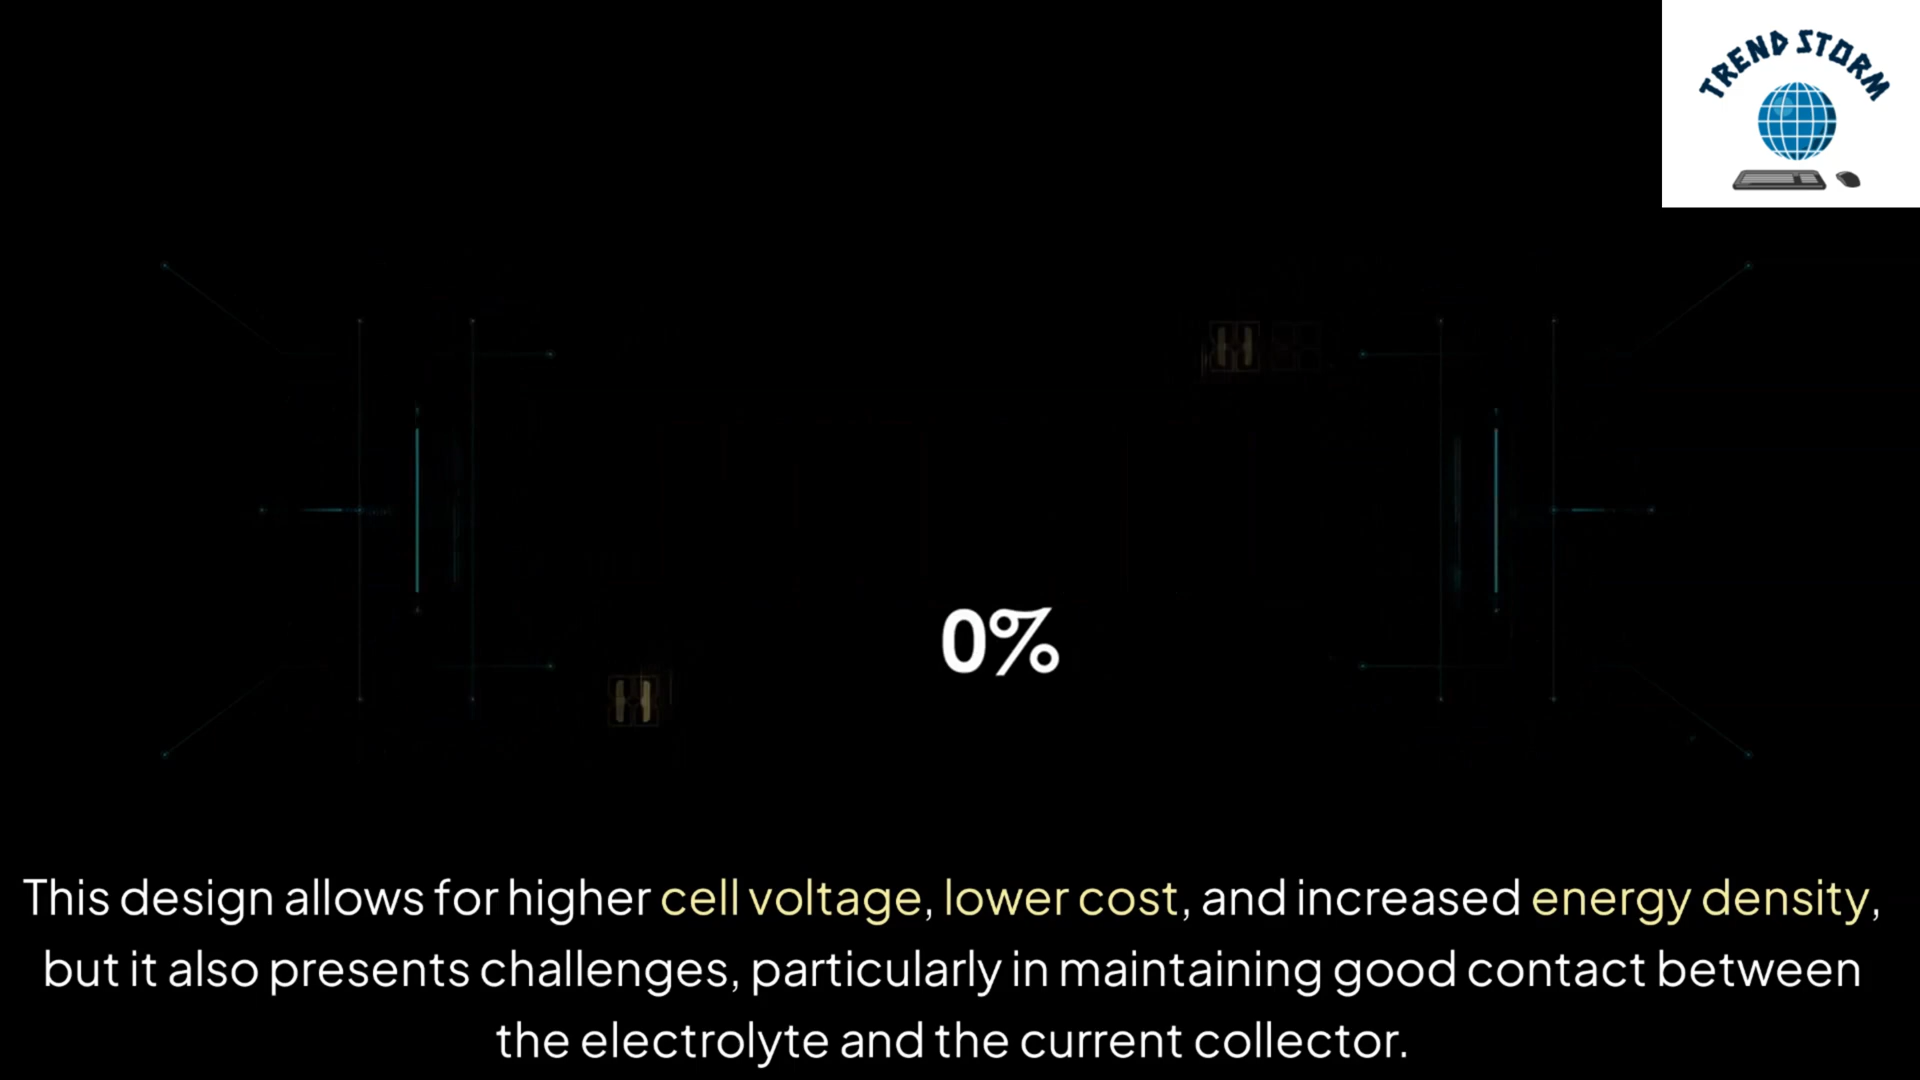 TREND STORM
0%
This design allows for higher cell voltage, lower cost, and increased energy density,
but it also presents challenges, particularly in maintaining good contact between
the electrolyte and the current collector.